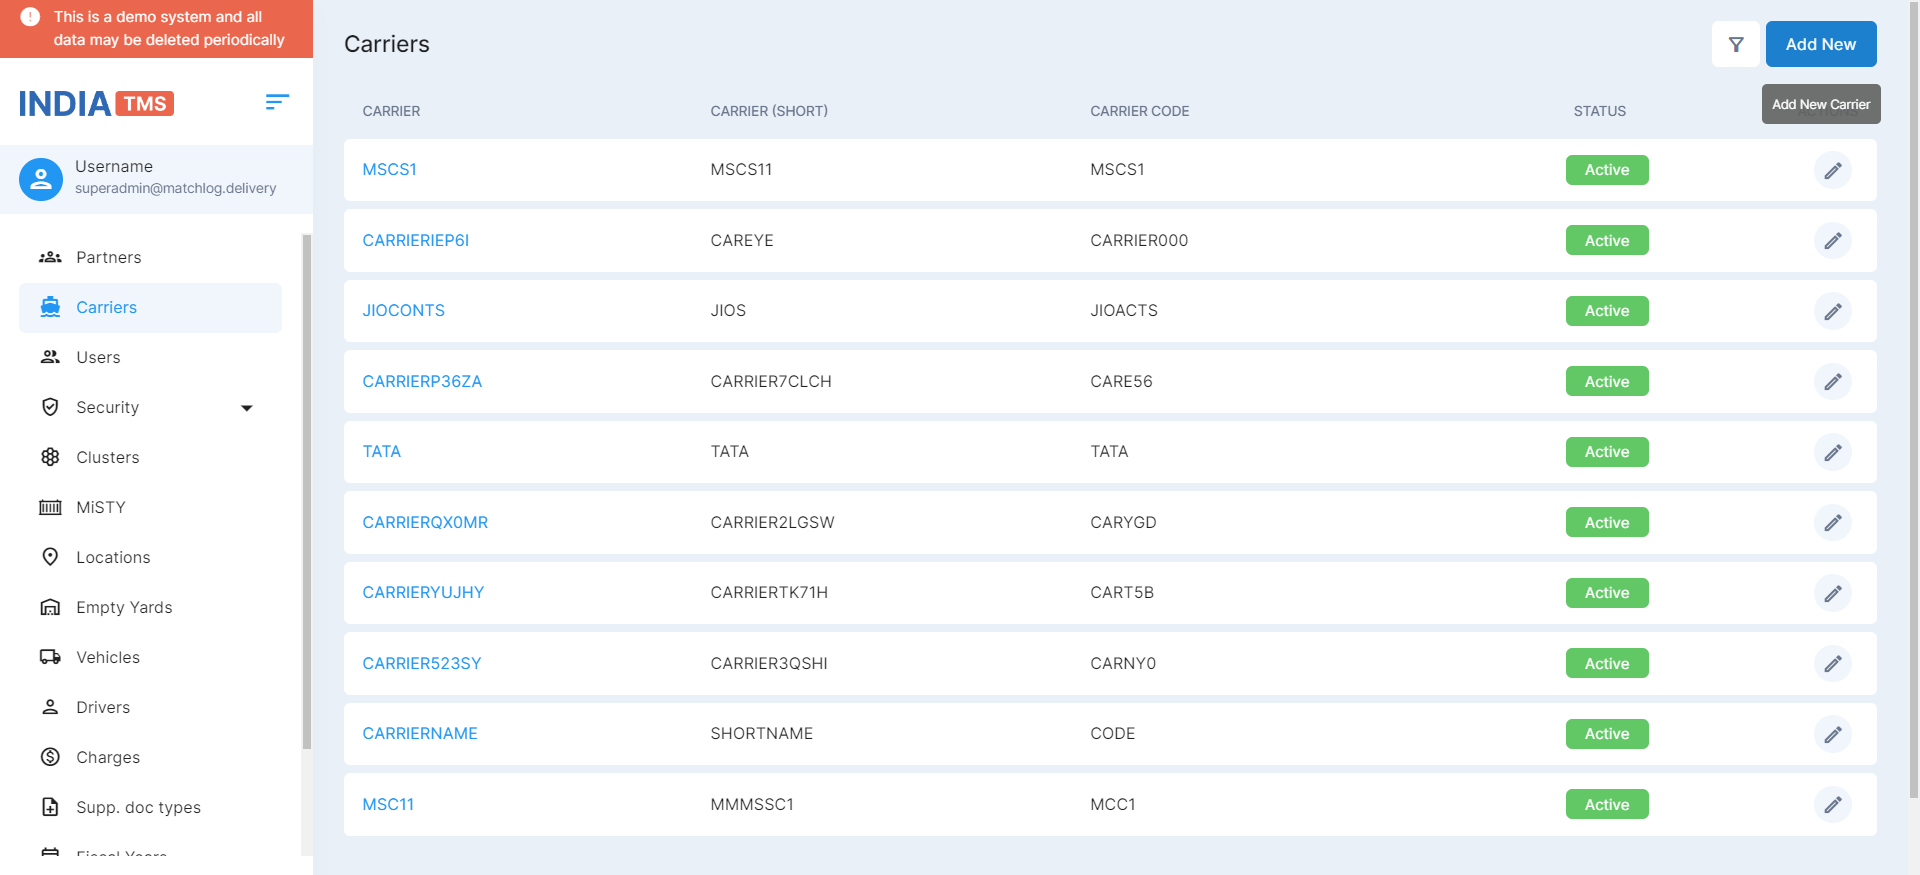 This is a demo system and all
data may be deleted periodically
INDIA TMS
Username
superadmin@matchlog.delivery
Partners
Carriers
Users
Security
Clusters
MiSTY
Locations
Empty Yards
Vehicles
Drivers
Charges
Supp. doc types
Fiscal Years
Carriers
Add New
Add New Carrier
CARRIER CARRIER (SHORT) CARRIER CODE STATUS ACTIONS
MSCS1 MSCS11 MSCS1 Active
CARRIERIEP6I CAREYE CARRIER000 Active
JIOCONTS JIOS JIOACTS Active
CARRIERP36ZA CARRIER7CLCH CARE56 Active
TATA TATA TATA Active
CARRIERQX0MR CARRIER2LGSW CARYGD Active
CARRIERYUJHY CARRIERTK71H CART5B Active
CARRIER523SY CARRIER3QSHI CARNY0 Active
CARRIERNAME SHORTNAME CODE Active
MSC11 MMMSSC1 MCC1 Active